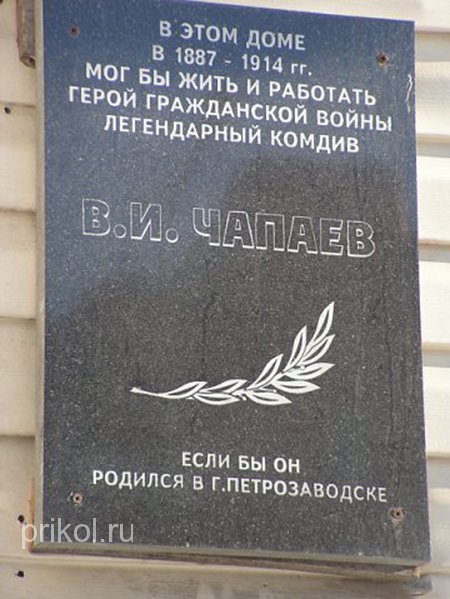 В ЭТОМ ДОМЕ
В 1887 - 1914 гг.
МОГ БЫ ЖИТЬ И РАБОТАТЬ
ГЕРОЙ ГРАЖДАНСКОЙ ВОЙНЫ
ЛЕГЕНДАРНЫЙ КОМДИВ
В.И. ЧАПАЕВ
ЕСЛИ БЫ ОН
РОДИЛСЯ В Г.ПЕТРОЗАВОДСКЕ
prikol.ru